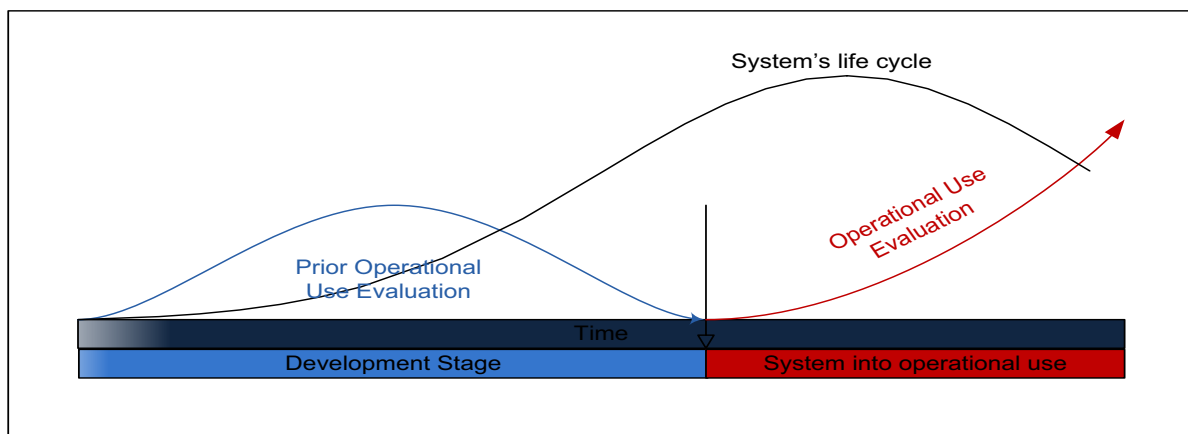 System's life cycle
Operational Use
Evaluation
Prior Operational
Use Evaluation
Time
Development Stage
System into operational use